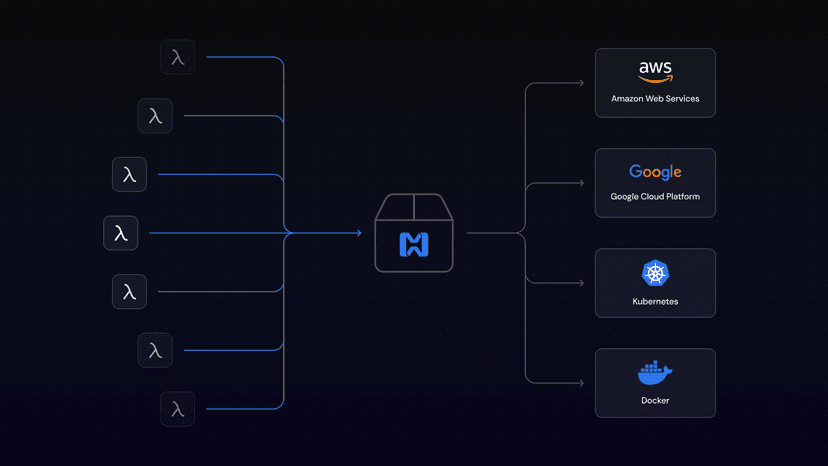 λ
λ
λ
λ
λ
λ
λ
aws
Amazon Web Services
Google
Google Cloud Platform
Kubernetes
Docker